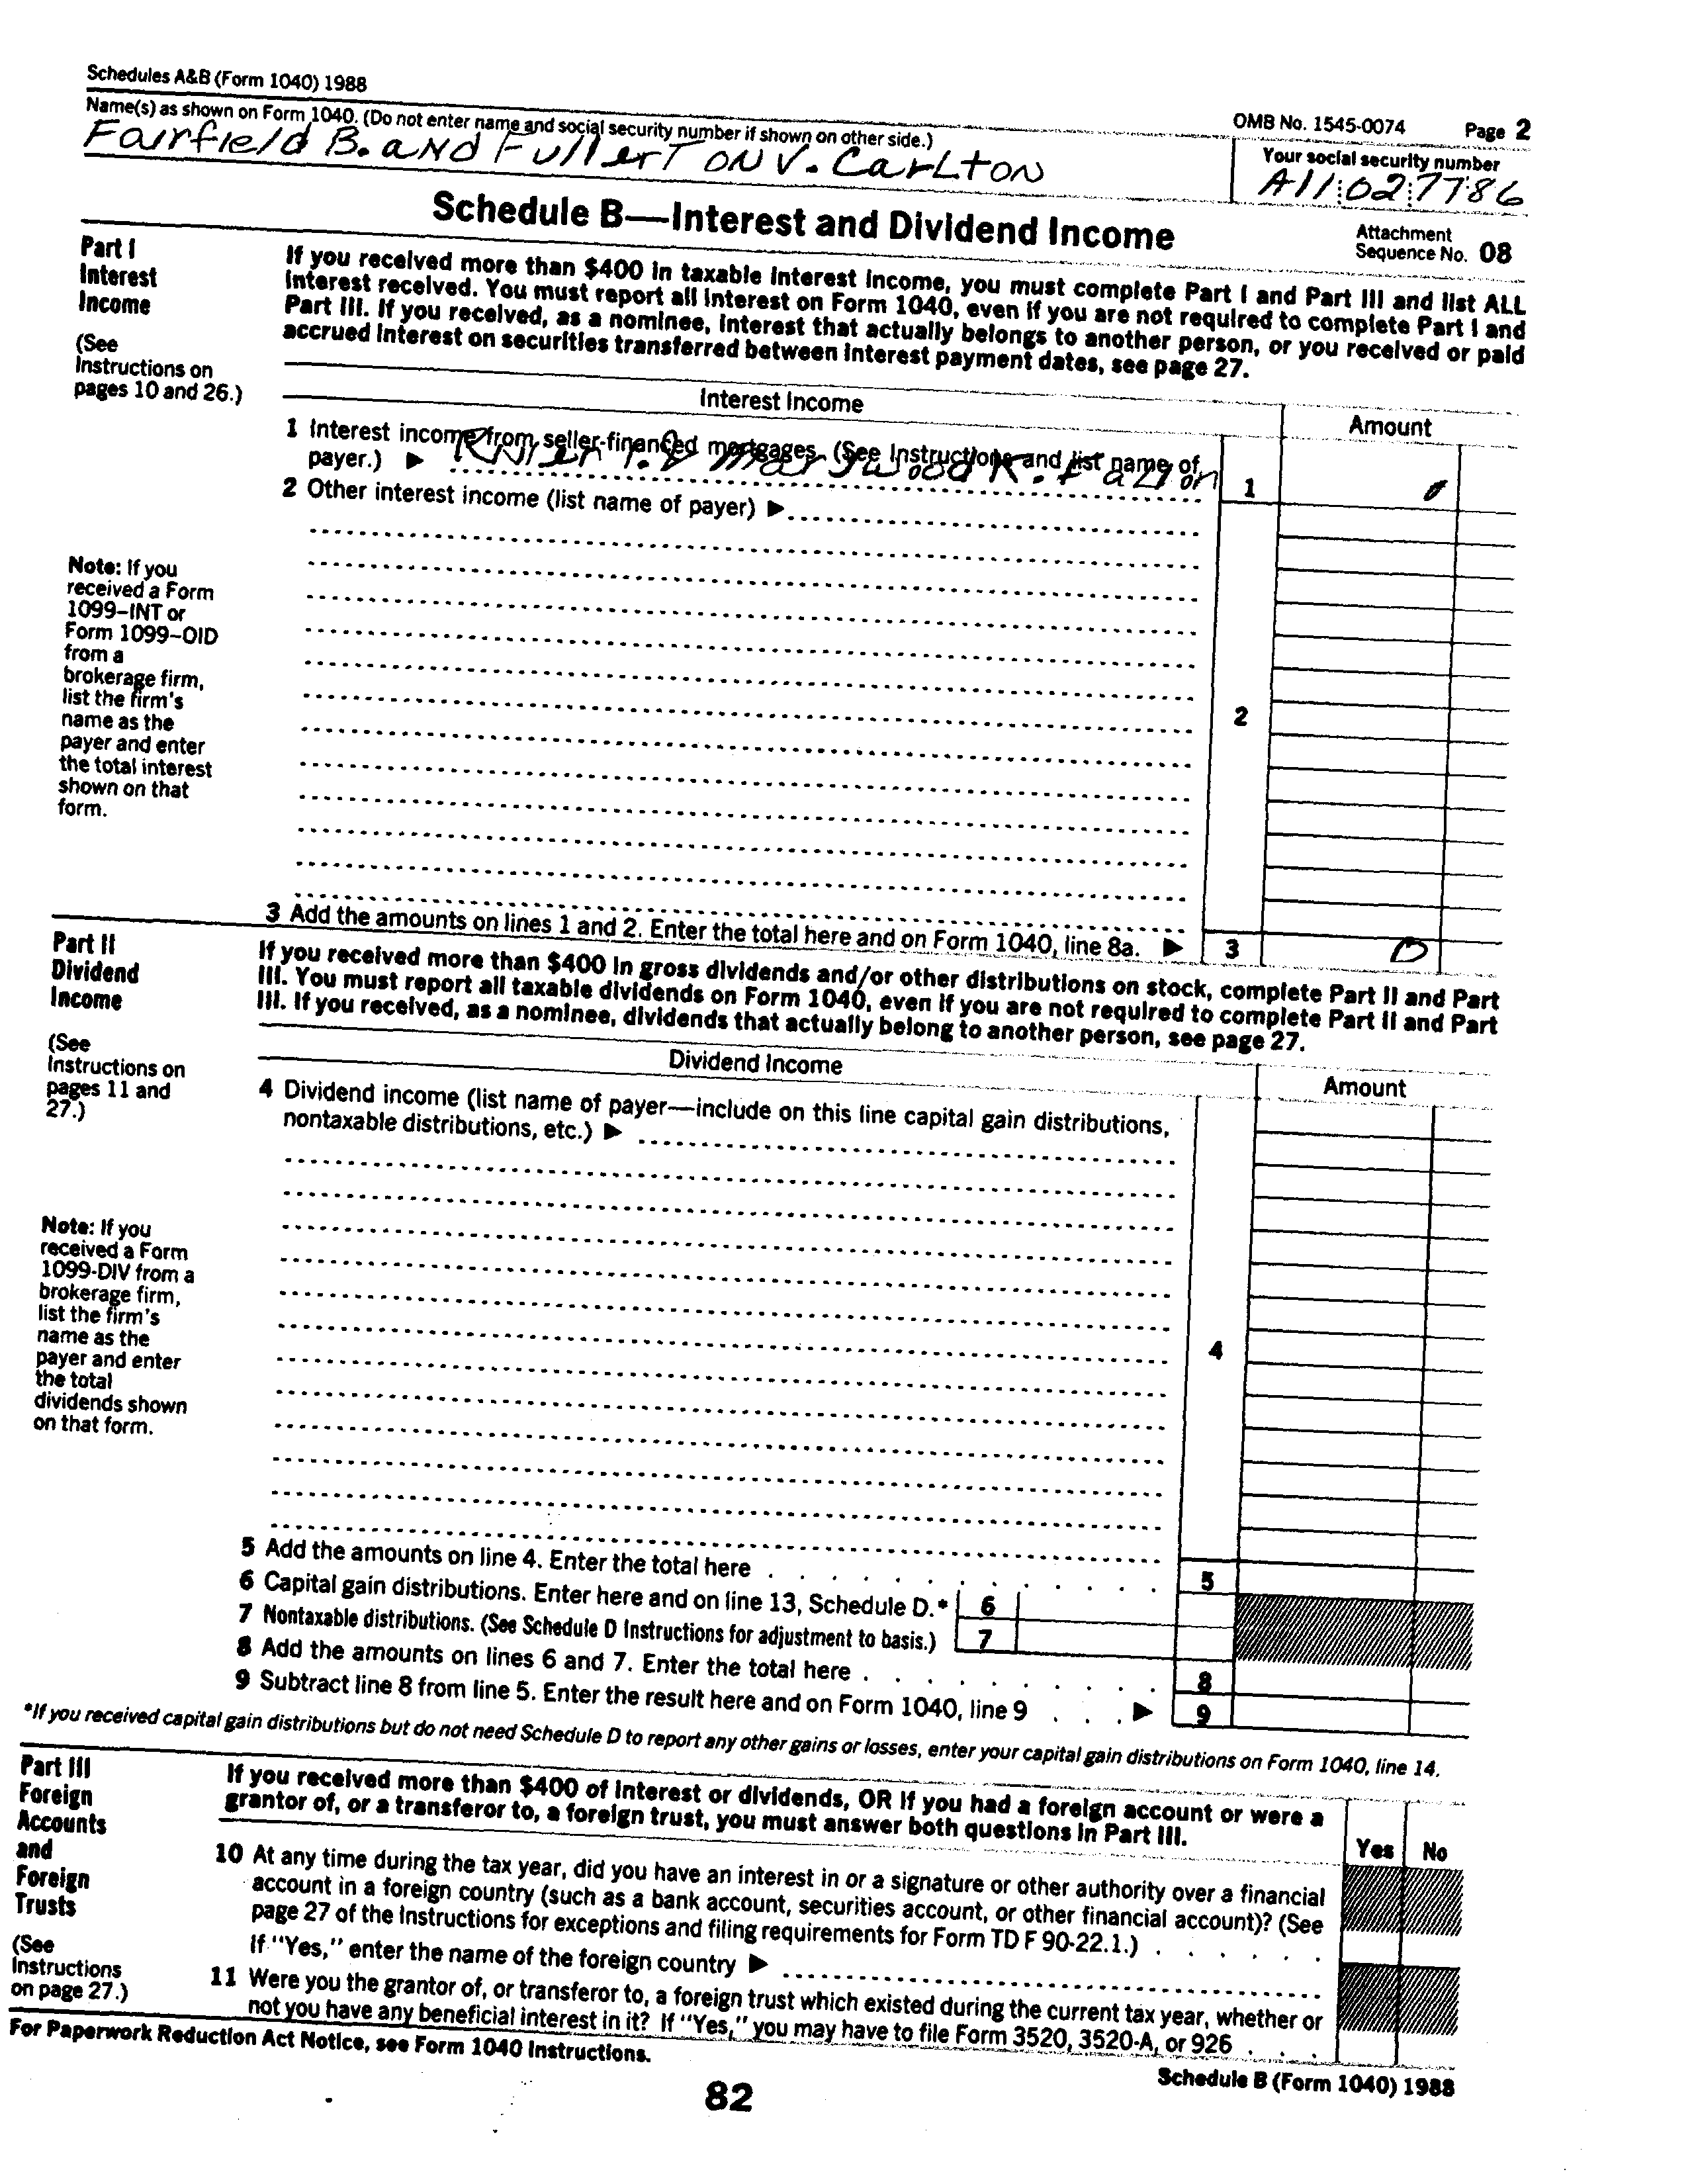 Schedules A&B (Form 1040) 1988
OMB No. 1545-0074 Page 2
Name(s) as shown on Form 1040. (Do not enter name and social security number if shown on other side.)
Your social security number
Fairfield B. and Fullerton V. Carlton
A11 02 7786
Schedule B—Interest and Dividend Income
Attachment
Sequence No. 08
Part I
Interest
Income
(See
Instructions on
pages 10 and 26.)
If you received more than $400 in taxable interest income, you must complete Part I and Part III and list ALL
interest received. You must report all interest on Form 1040, even if you are not required to complete Part I and
Part III. If you received, as a nominee, interest that actually belongs to another person, or you received or paid
accrued interest on securities transferred between interest payment dates, see page 27.
Interest Income
Amount
1 Interest income from seller-financed mortgages. (See Instructions and list name of
payer.) ▶ T. & Marywood K. Fallon
1
2 Other interest income (list name of payer) ▶
Note: If you
received a Form
1099–INT or
Form 1099–OID
from a
brokerage firm,
list the firm's
name as the
payer and enter
the total interest
shown on that
form.
2
3 Add the amounts on lines 1 and 2. Enter the total here and on Form 1040, line 8a. ▶ 3 0
Part II
Dividend
Income
(See
Instructions on
pages 11 and
27.)
If you received more than $400 in gross dividends and/or other distributions on stock, complete Part II and Part
III. You must report all taxable dividends on Form 1040, even if you are not required to complete Part II and Part
III. If you received, as a nominee, dividends that actually belong to another person, see page 27.
Dividend Income
Amount
4 Dividend income (list name of payer—include on this line capital gain distributions,
nontaxable distributions, etc.) ▶
Note: If you
received a Form
1099-DIV from a
brokerage firm,
list the firm's
name as the
payer and enter
the total
dividends shown
on that form.
4
5 Add the amounts on line 4. Enter the total here . . . . . . . . . . . . 5
6 Capital gain distributions. Enter here and on line 13, Schedule D.* 6
7 Nontaxable distributions. (See Schedule D Instructions for adjustment to basis.) 7
8 Add the amounts on lines 6 and 7. Enter the total here . . . . . . . . . 8
9 Subtract line 8 from line 5. Enter the result here and on Form 1040, line 9 . . . ▶ 9
*If you received capital gain distributions but do not need Schedule D to report any other gains or losses, enter your capital gain distributions on Form 1040, line 14.
Part III
Foreign
Accounts
and
Foreign
Trusts
(See
Instructions
on page 27.)
If you received more than $400 of interest or dividends, OR if you had a foreign account or were a
grantor of, or a transferor to, a foreign trust, you must answer both questions in Part III.
Yes No
10 At any time during the tax year, did you have an interest in or a signature or other authority over a financial
account in a foreign country (such as a bank account, securities account, or other financial account)? (See
page 27 of the Instructions for exceptions and filing requirements for Form TD F 90-22.1.) . . . . . .
If "Yes," enter the name of the foreign country ▶
11 Were you the grantor of, or transferor to, a foreign trust which existed during the current tax year, whether or
not you have any beneficial interest in it? If "Yes," you may have to file Form 3520, 3520-A, or 926 . . .
For Paperwork Reduction Act Notice, see Form 1040 Instructions.
Schedule B (Form 1040) 1988
82